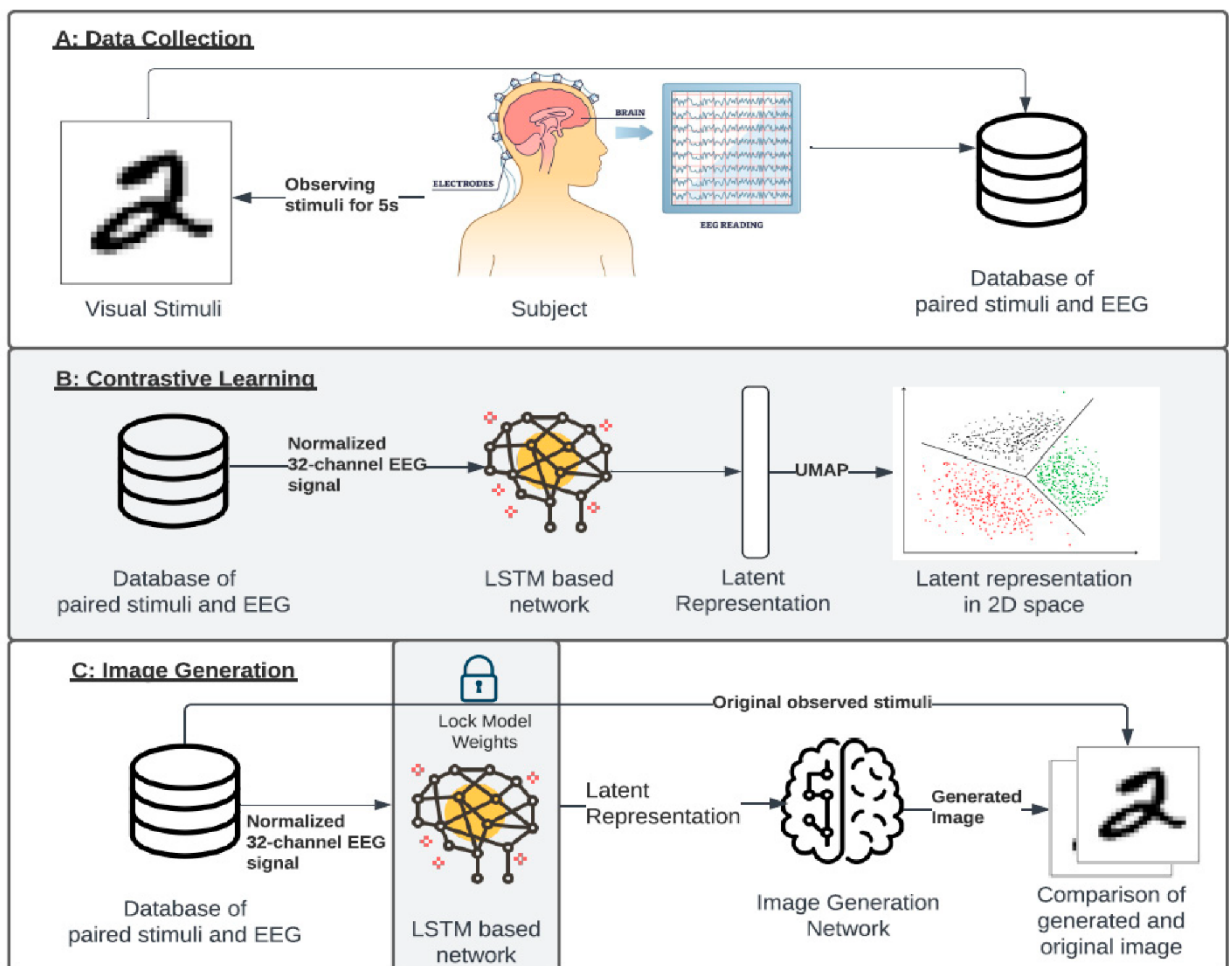 A: Data Collection
BRAIN
ELECTRODES
Observing
stimuli for 5s
EEG READING
Visual Stimuli
Subject
Database of
paired stimuli and EEG
B: Contrastive Learning
Normalized
32-channel EEG
signal
UMAP
Database of
paired stimuli and EEG
LSTM based
network
Latent
Representation
Latent representation
in 2D space
C: Image Generation
Original observed stimuli
Lock Model
Weights
Normalized
32-channel EEG
signal
Latent
Representation
Generated
Image
Database of
paired stimuli and EEG
LSTM based
network
Image Generation
Network
Comparison of
generated and
original image
2
2